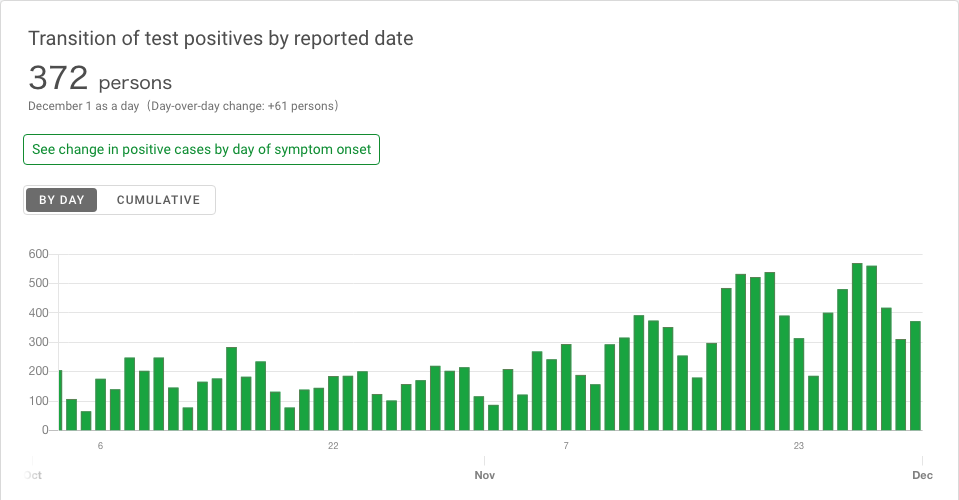 Transition of test positives by reported date
372 persons
December 1 as a day（Day-over-day change: +61 persons）
See change in positive cases by day of symptom onset
BY DAY CUMULATIVE
600
500
400
300
200
100
0
6 22 7 23
Oct Nov Dec